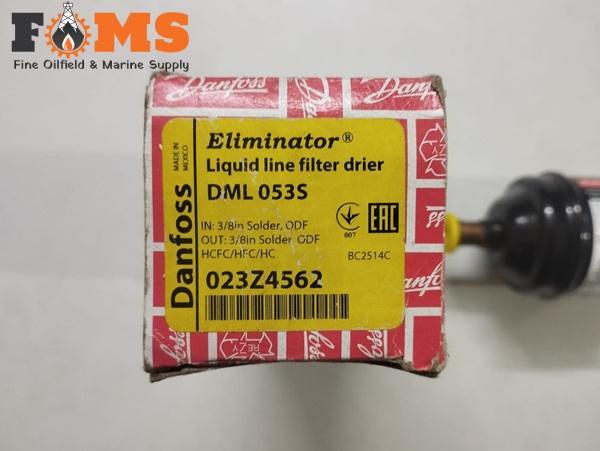 FOMS
Fine Oilfield & Marine Supply
Danfoss
Danfoss
MADE IN
MEXICO
Eliminator®
Liquid line filter drier
DML 053S
IN: 3/8in Solder, ODF
OUT: 3/8in Solder, ODF
HCFC/HFC/HC
007
EAC
BC2514C
023Z4562